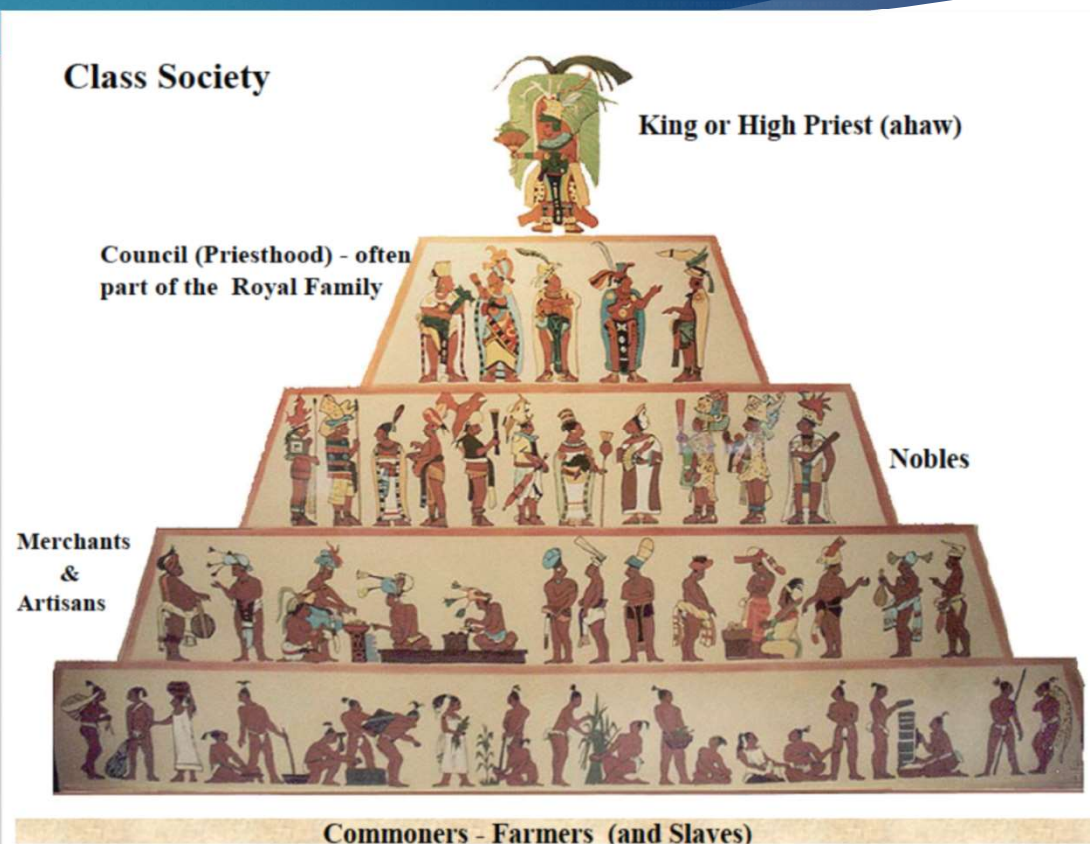 Class Society
King or High Priest (ahaw)
Council (Priesthood) - often
part of the Royal Family
Nobles
Merchants
&
Artisans
Commoners - Farmers (and Slaves)